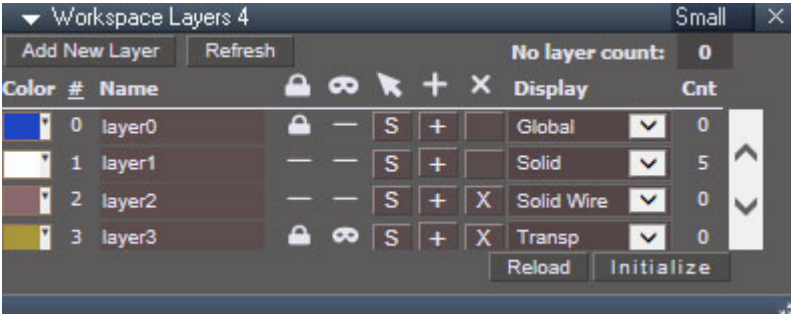 Workspace Layers 4 Small
Add New Layer Refresh No layer count: 0
Color # Name Display Cnt
0 layer0 S + Global 0
1 layer1 S + Solid 5
2 layer2 S + X Solid Wire 0
3 layer3 S + X Transp 0
Reload Initialize